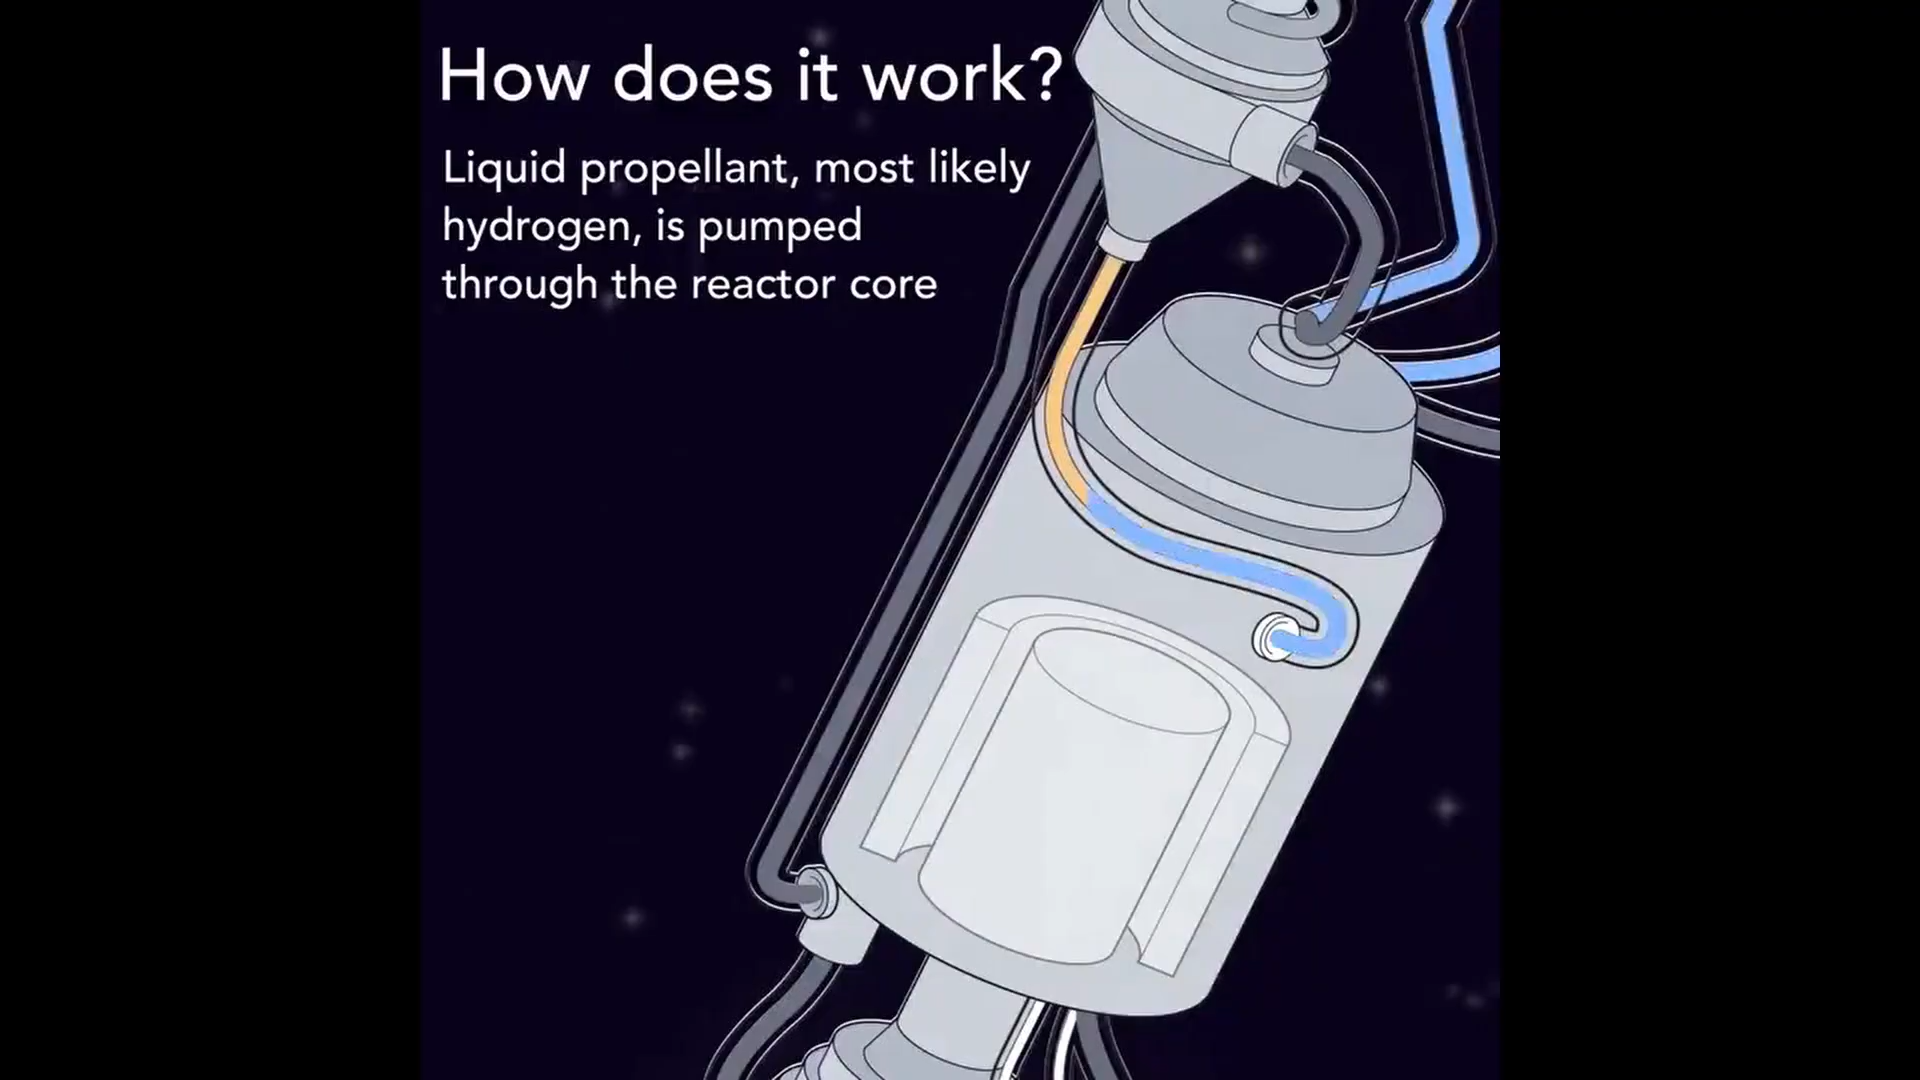 How does it work?
Liquid propellant, most likely
hydrogen, is pumped
through the reactor core